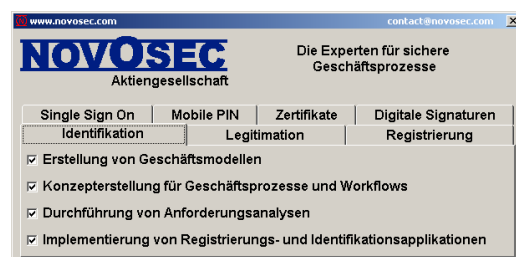 www.novosec.com contact@novosec.com
NOVOSEC
Aktiengesellschaft
Die Experten für sichere
Geschäftsprozesse
Single Sign On Mobile PIN Zertifikate Digitale Signaturen
Identifikation Legitimation Registrierung
Erstellung von Geschäftsmodellen
Konzepterstellung für Geschäftsprozesse und Workflows
Durchführung von Anforderungsanalysen
Implementierung von Registrierungs- und Identifikationsapplikationen